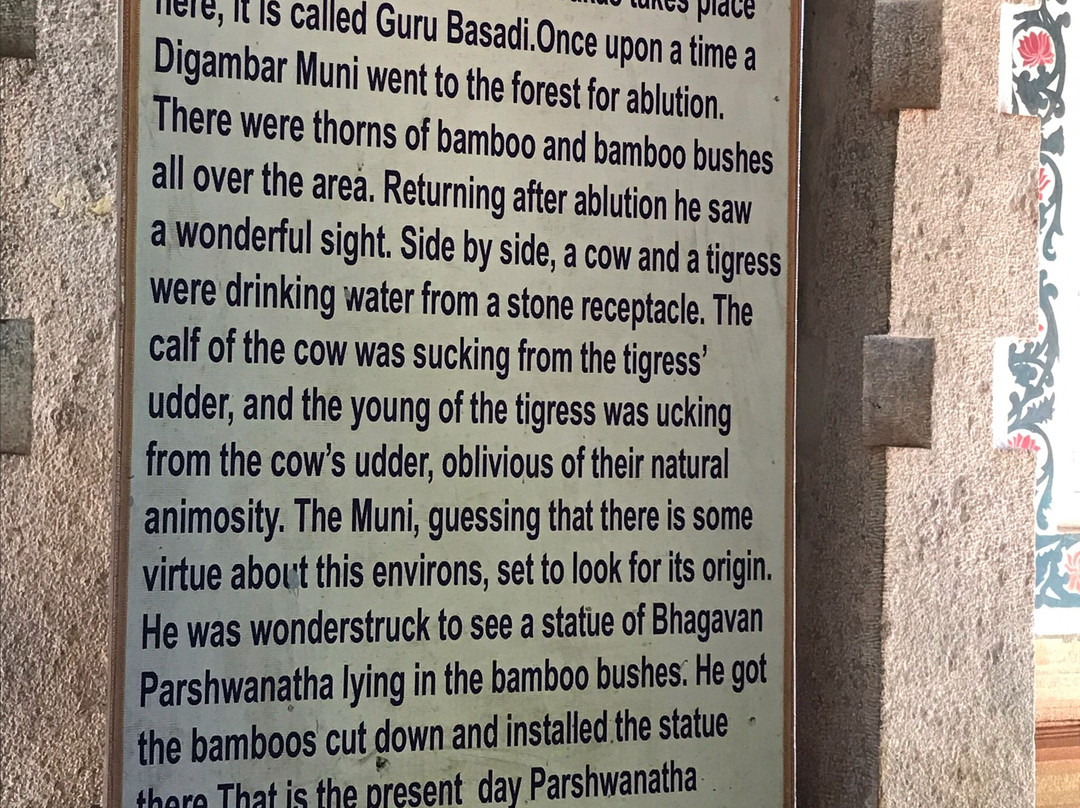 takes place
here, it is called Guru Basadi.Once upon a time a
Digambar Muni went to the forest for ablution.
There were thorns of bamboo and bamboo bushes
all over the area. Returning after ablution he saw
a wonderful sight. Side by side, a cow and a tigress
were drinking water from a stone receptacle. The
calf of the cow was sucking from the tigress'
udder, and the young of the tigress was ucking
from the cow's udder, oblivious of their natural
animosity. The Muni, guessing that there is some
virtue about this environs, set to look for its origin.
He was wonderstruck to see a statue of Bhagavan
Parshwanatha lying in the bamboo bushes. He got
the bamboos cut down and installed the statue
there.That is the present day Parshwanatha